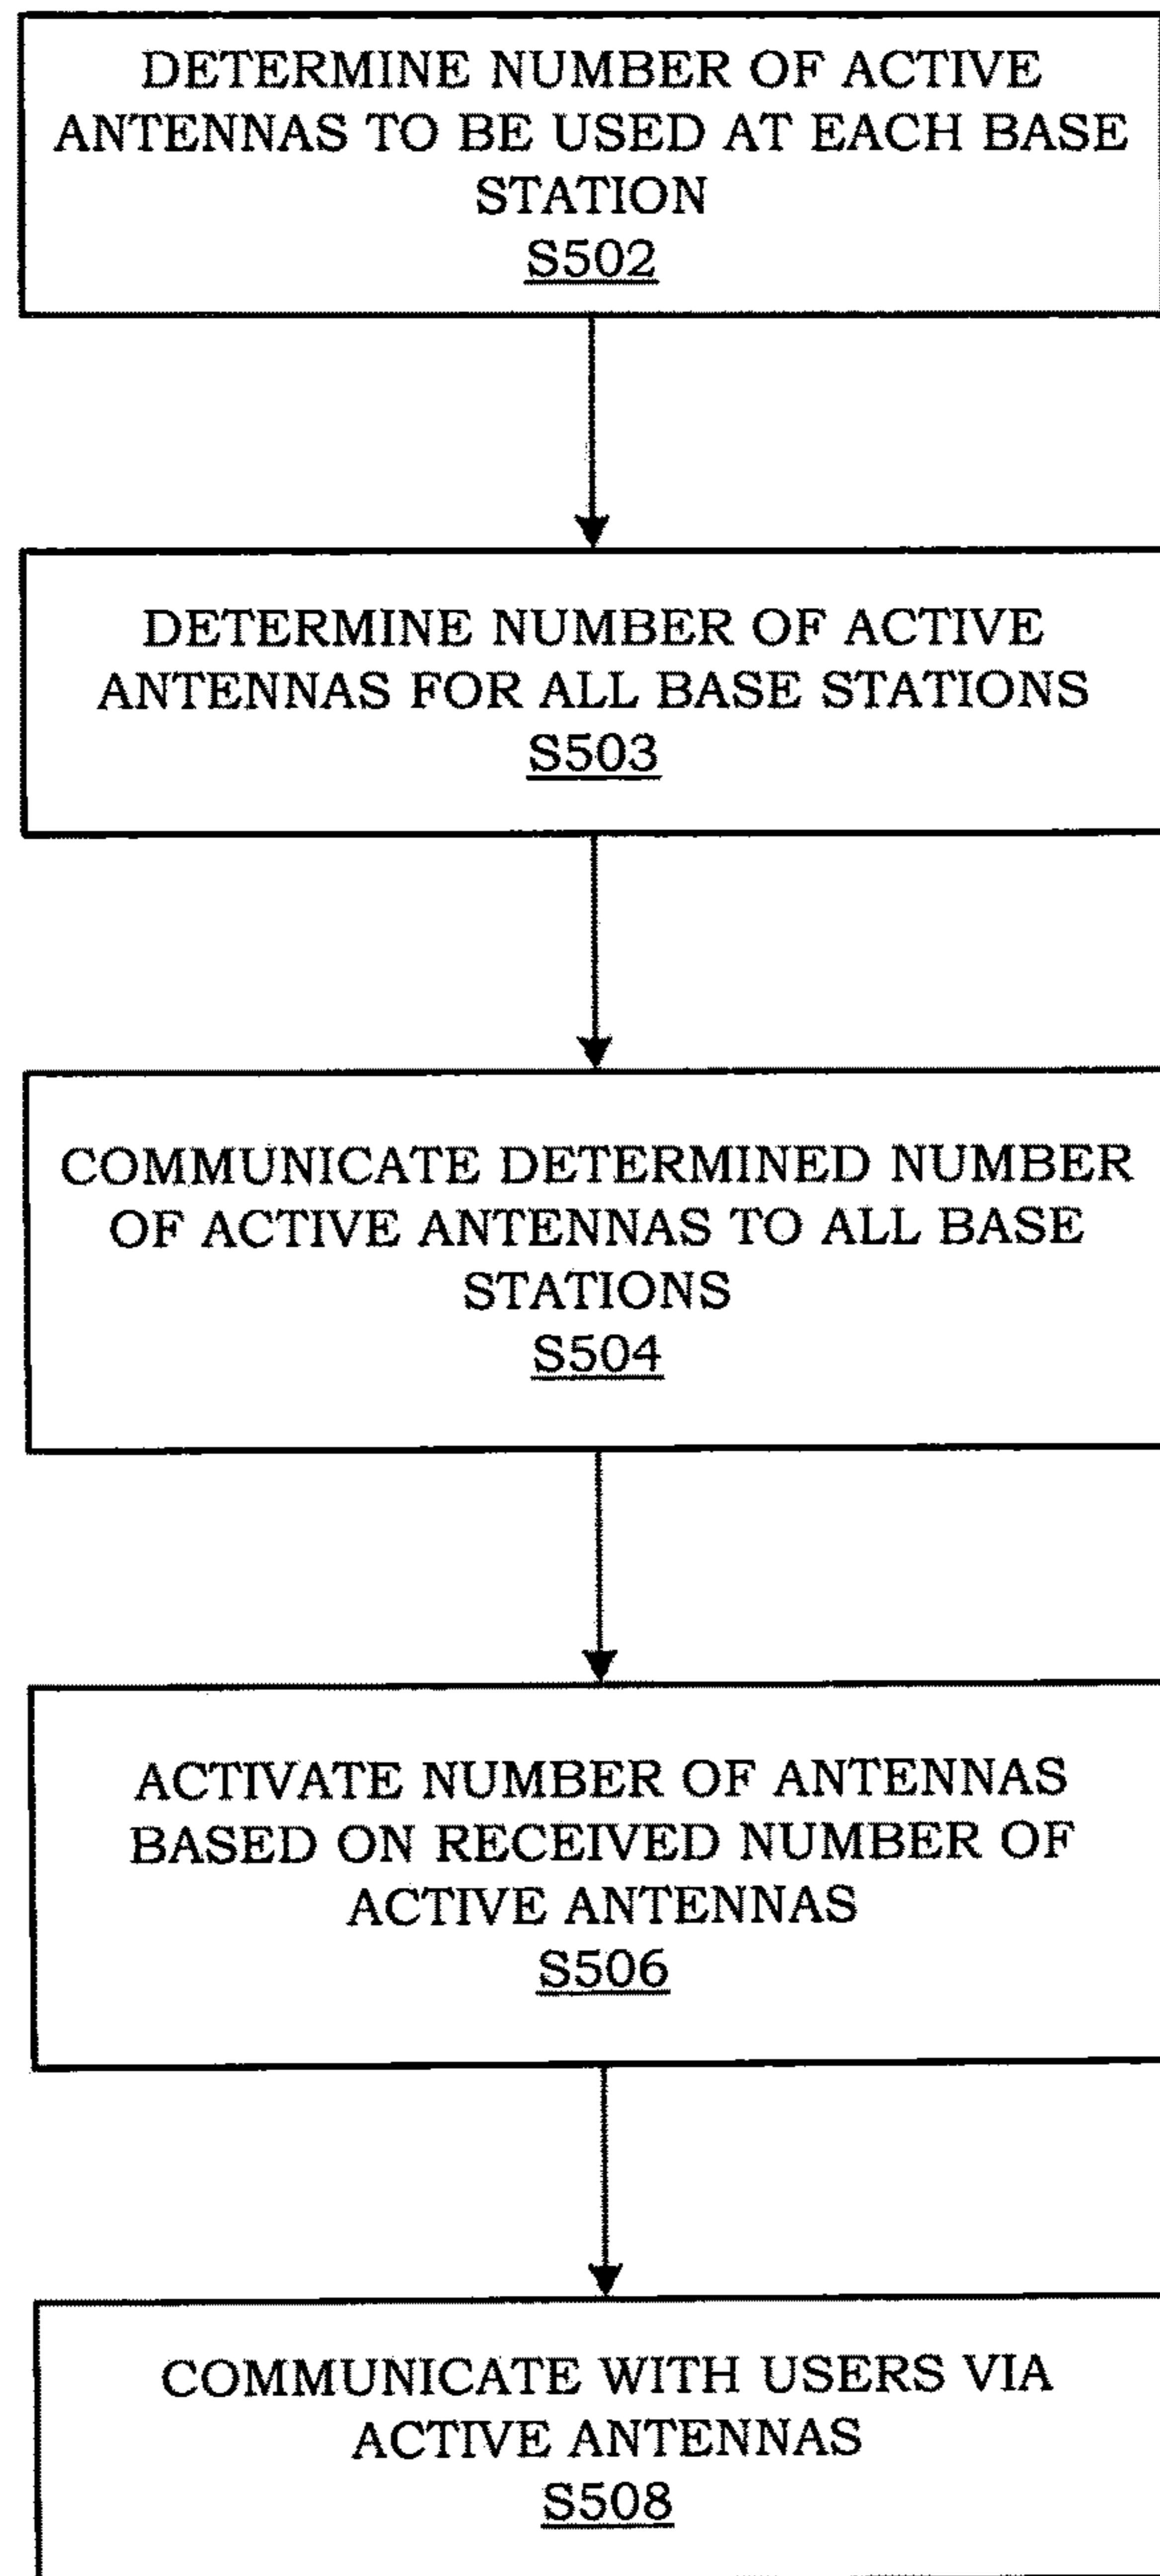 DETERMINE NUMBER OF ACTIVE
ANTENNAS TO BE USED AT EACH BASE
STATION
S502
DETERMINE NUMBER OF ACTIVE
ANTENNAS FOR ALL BASE STATIONS
S503
COMMUNICATE DETERMINED NUMBER
OF ACTIVE ANTENNAS TO ALL BASE
STATIONS
S504
ACTIVATE NUMBER OF ANTENNAS
BASED ON RECEIVED NUMBER OF
ACTIVE ANTENNAS
S506
COMMUNICATE WITH USERS VIA
ACTIVE ANTENNAS
S508